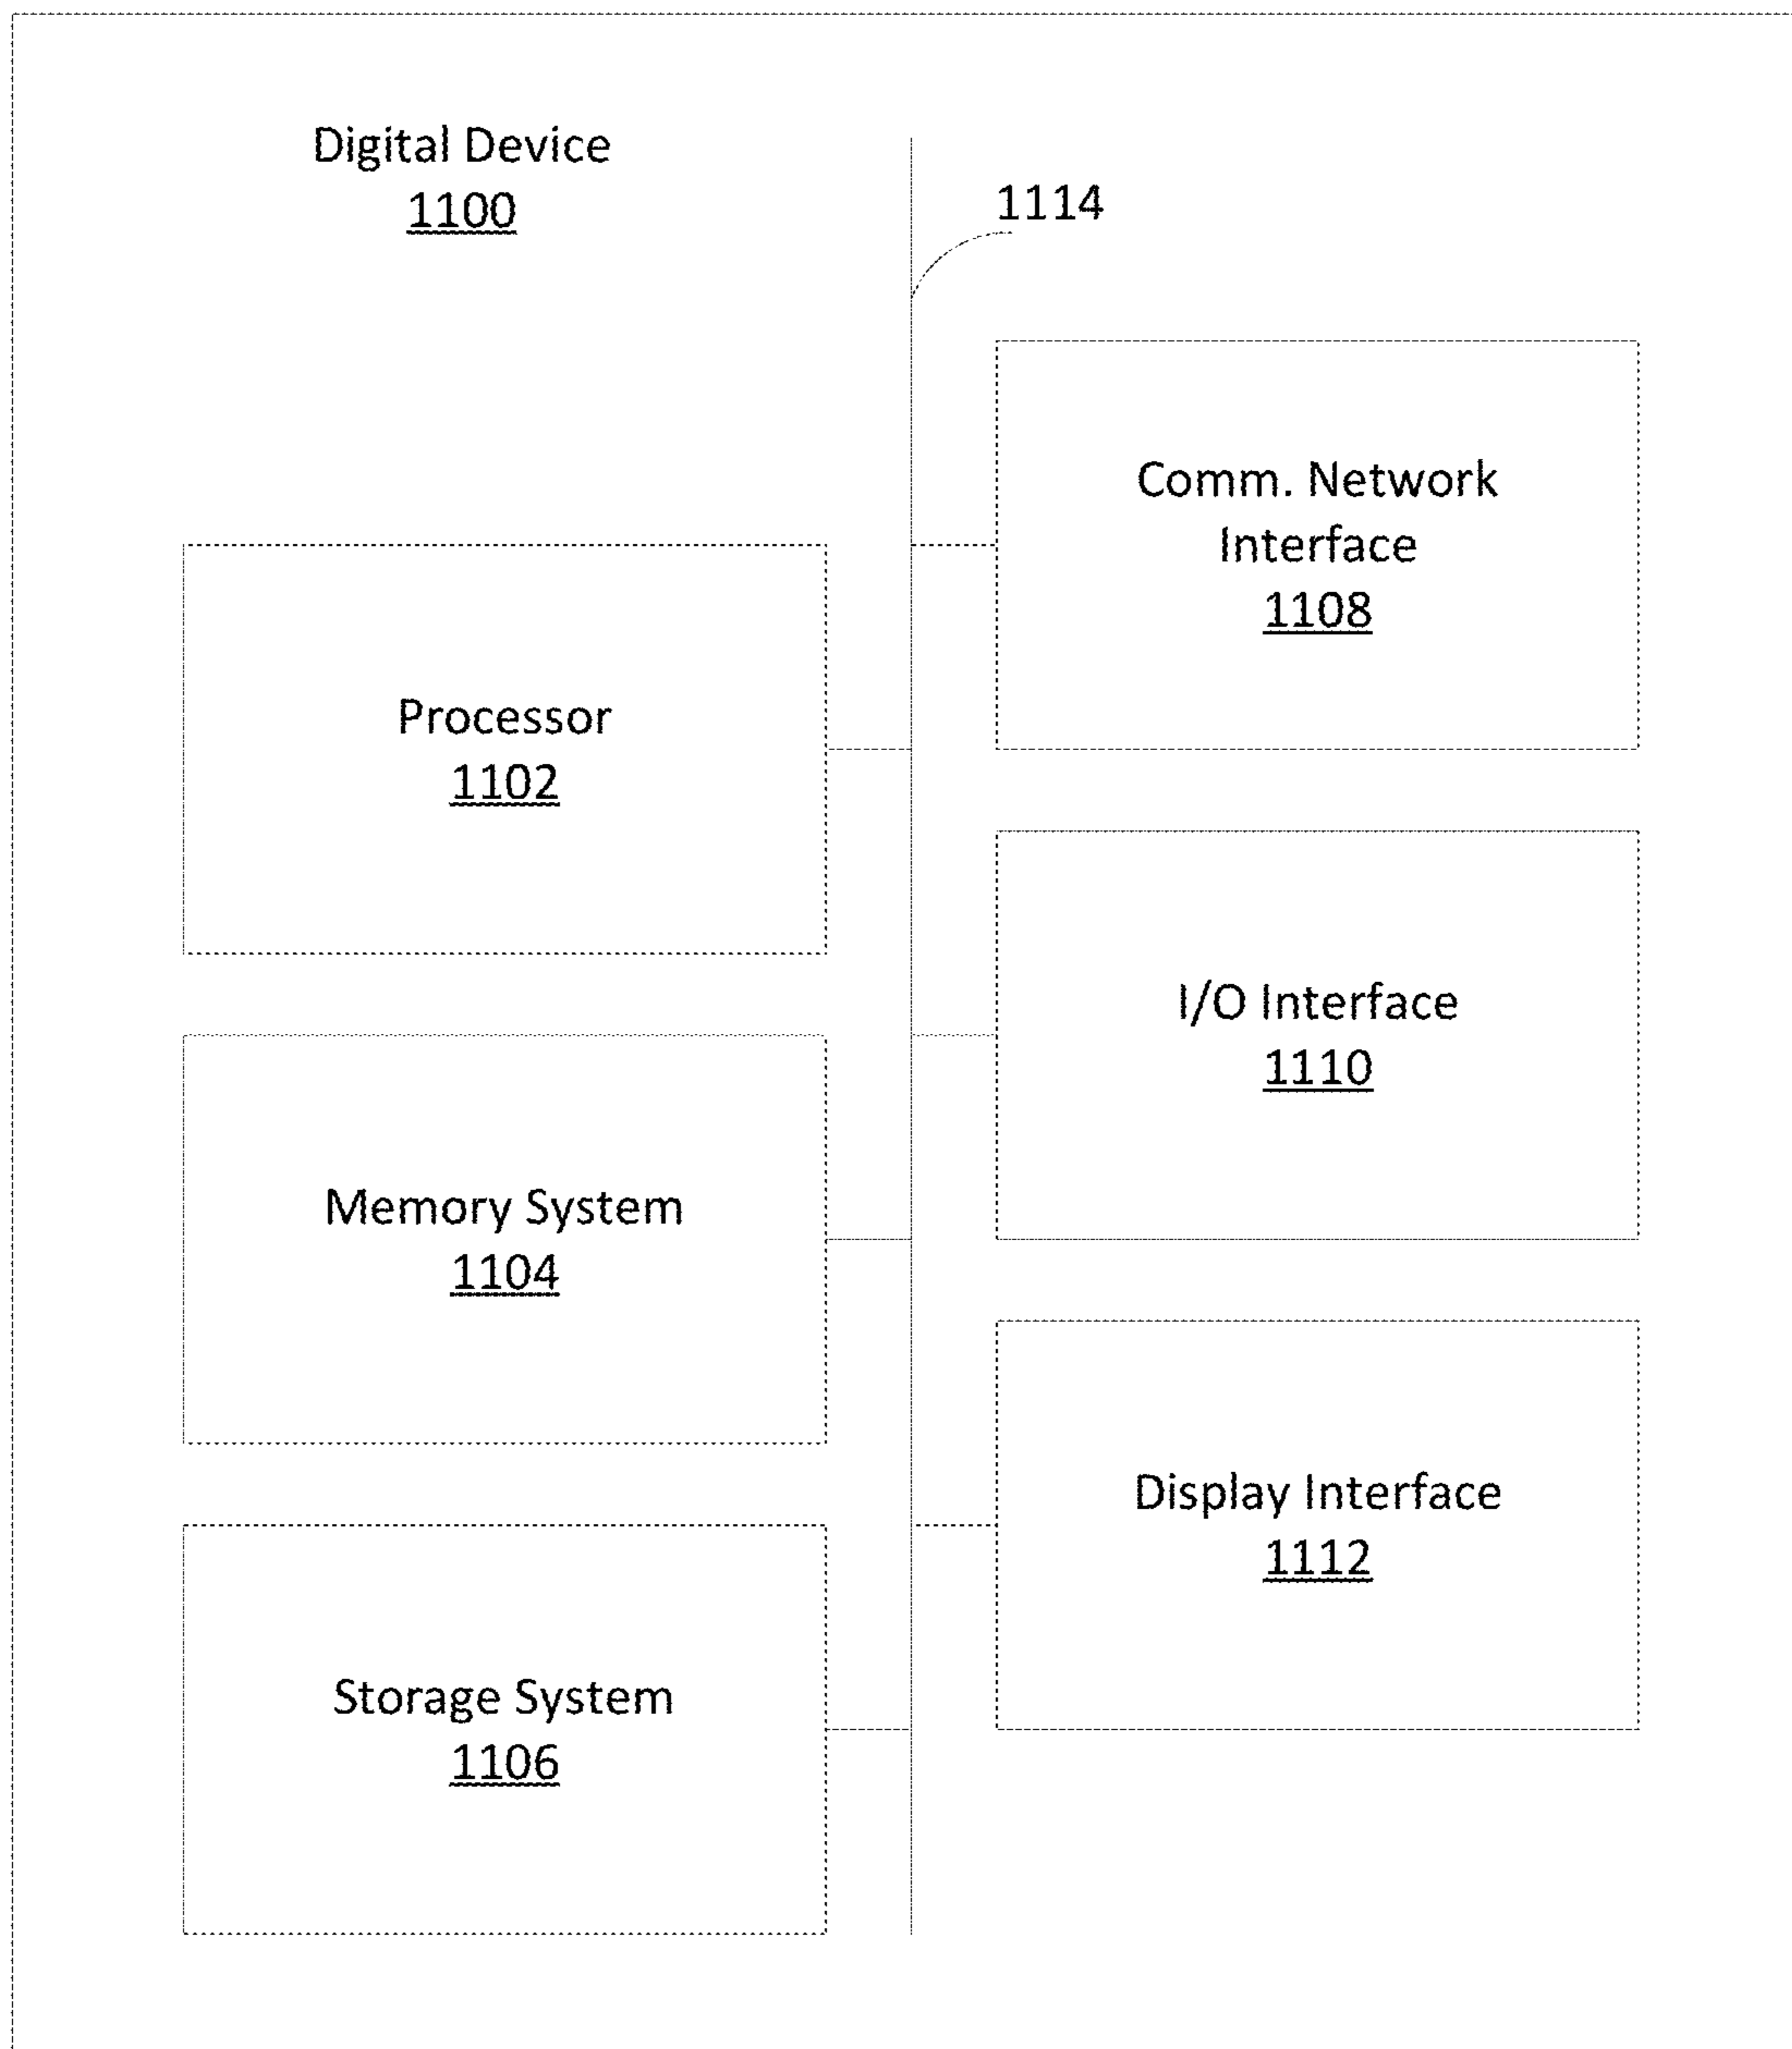 Digital Device
1100
1114
Comm. Network
Interface
1108
Processor
1102
I/O Interface
1110
Memory System
1104
Display Interface
1112
Storage System
1106